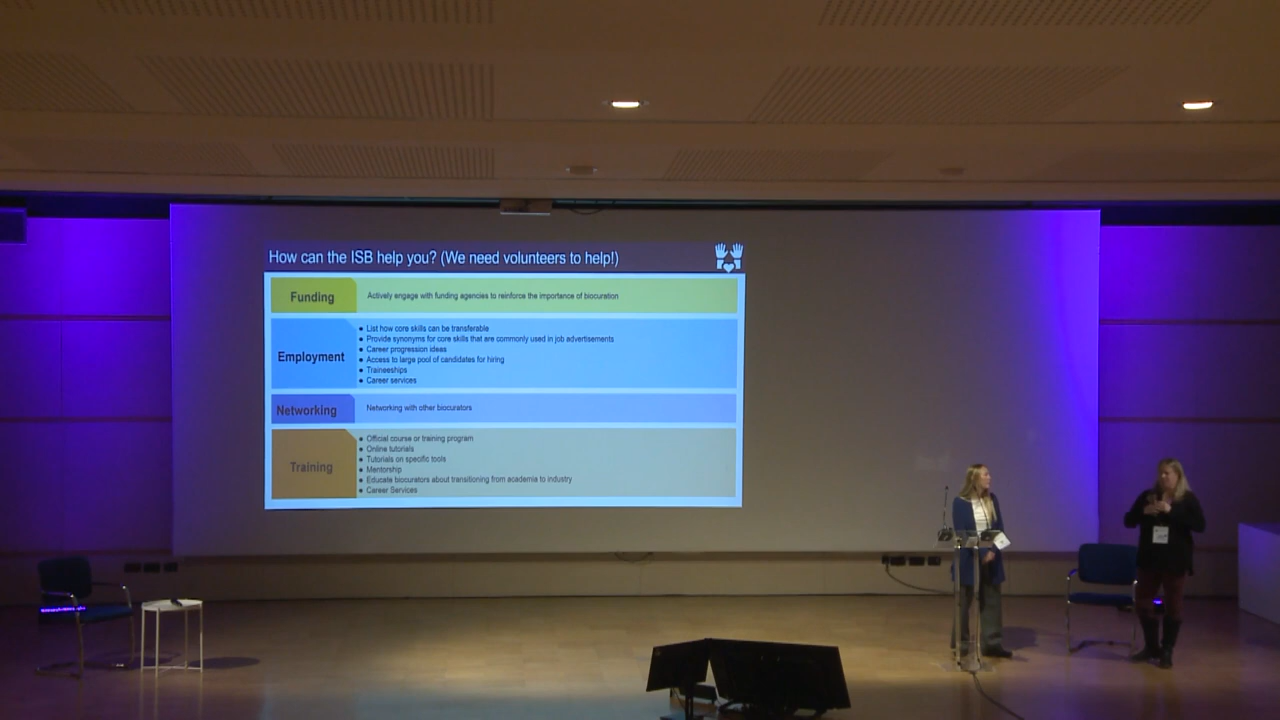 How can the ISB help you? (We need volunteers to help!)
Funding
Actively engage with funding agencies to reinforce the importance of biocuration
Employment
● List how core skills can be transferable
● Provide synonyms for core skills that are commonly used in job advertisements
● Career progression ideas
● Access to large pool of candidates for hiring
● Traineeships
● Career services
Networking
Networking with other biocurators
Training
● Official course or training program
● Online tutorials
● Tutorials on specific tools
● Mentorship
● Educate biocurators about transitioning from academia to industry
● Career Services